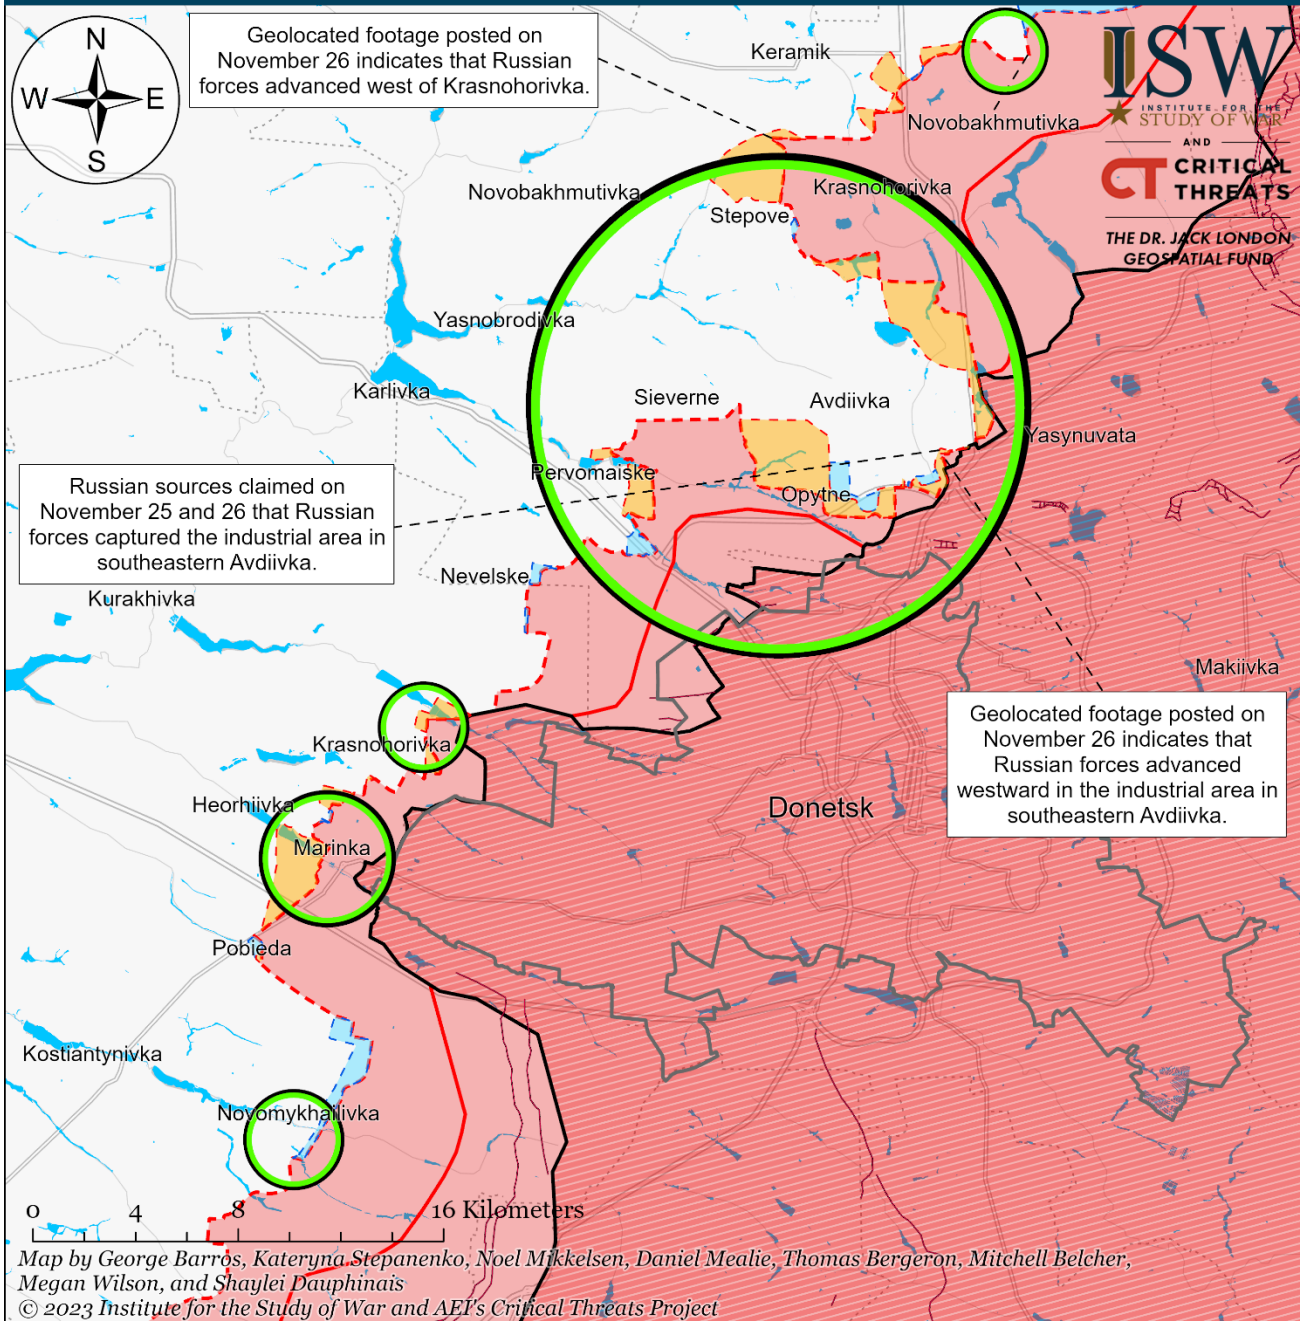 N
W E
S
Geolocated footage posted on
November 26 indicates that Russian
forces advanced west of Krasnohorivka.
Keramik
Novobakhmutivka
ISW
INSTITUTE FOR THE
STUDY OF WAR
AND
CT CRITICAL
THREATS
THE DR. JACK LONDON
GEOSPATIAL FUND
Novobakhmutivka
Krasnohorivka
Stepove
Yasnobrodivka
Karlivka
Sieverne
Avdiivka
Yasynuvata
Pervomaiske
Opytne
Russian sources claimed on
November 25 and 26 that Russian
forces captured the industrial area in
southeastern Avdiivka.
Nevelske
Kurakhivka
Makiivka
Geolocated footage posted on
November 26 indicates that
Russian forces advanced
westward in the industrial area in
southeastern Avdiivka.
Krasnohorivka
Heorhiivka
Donetsk
Marinka
Pobieda
Kostiantynivka
Novomykhailivka
0 4 8 16 Kilometers
Map by George Barros, Kateryna Stepanenko, Noel Mikkelsen, Daniel Mealie, Thomas Bergeron, Mitchell Belcher,
Megan Wilson, and Shaylei Dauphinais
© 2023 Institute for the Study of War and AEI's Critical Threats Project